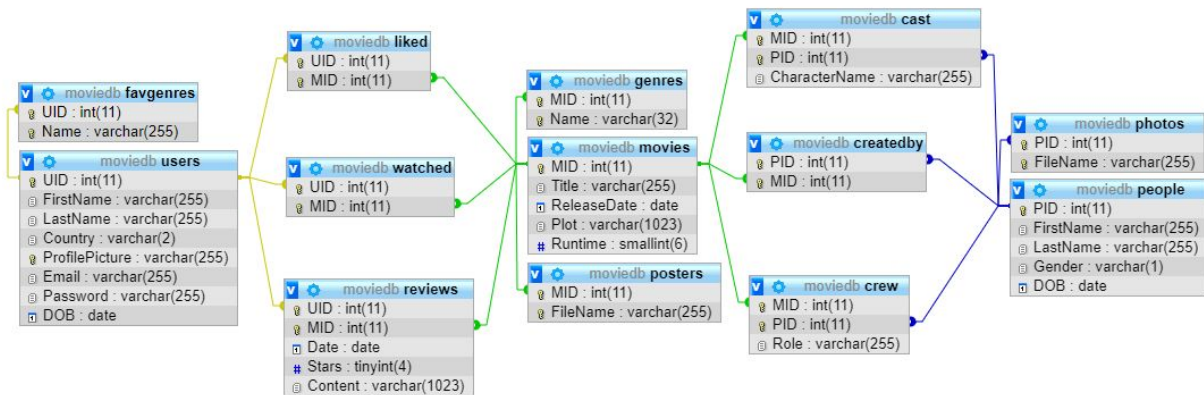 moviedb favgenres
UID : int(11)
Name : varchar(255)
moviedb users
UID : int(11)
FirstName : varchar(255)
LastName : varchar(255)
Country : varchar(2)
ProfilePicture : varchar(255)
Email : varchar(255)
Password : varchar(255)
DOB : date
moviedb liked
UID : int(11)
MID : int(11)
moviedb watched
UID : int(11)
MID : int(11)
moviedb reviews
UID : int(11)
MID : int(11)
Date : date
Stars : tinyint(4)
Content : varchar(1023)
moviedb genres
MID : int(11)
Name : varchar(32)
moviedb movies
MID : int(11)
Title : varchar(255)
ReleaseDate : date
Plot : varchar(1023)
Runtime : smallint(6)
moviedb posters
MID : int(11)
FileName : varchar(255)
moviedb cast
MID : int(11)
PID : int(11)
CharacterName : varchar(255)
moviedb createdby
PID : int(11)
MID : int(11)
moviedb crew
MID : int(11)
PID : int(11)
Role : varchar(255)
moviedb photos
PID : int(11)
FileName : varchar(255)
moviedb people
PID : int(11)
FirstName : varchar(255)
LastName : varchar(255)
Gender : varchar(1)
DOB : date